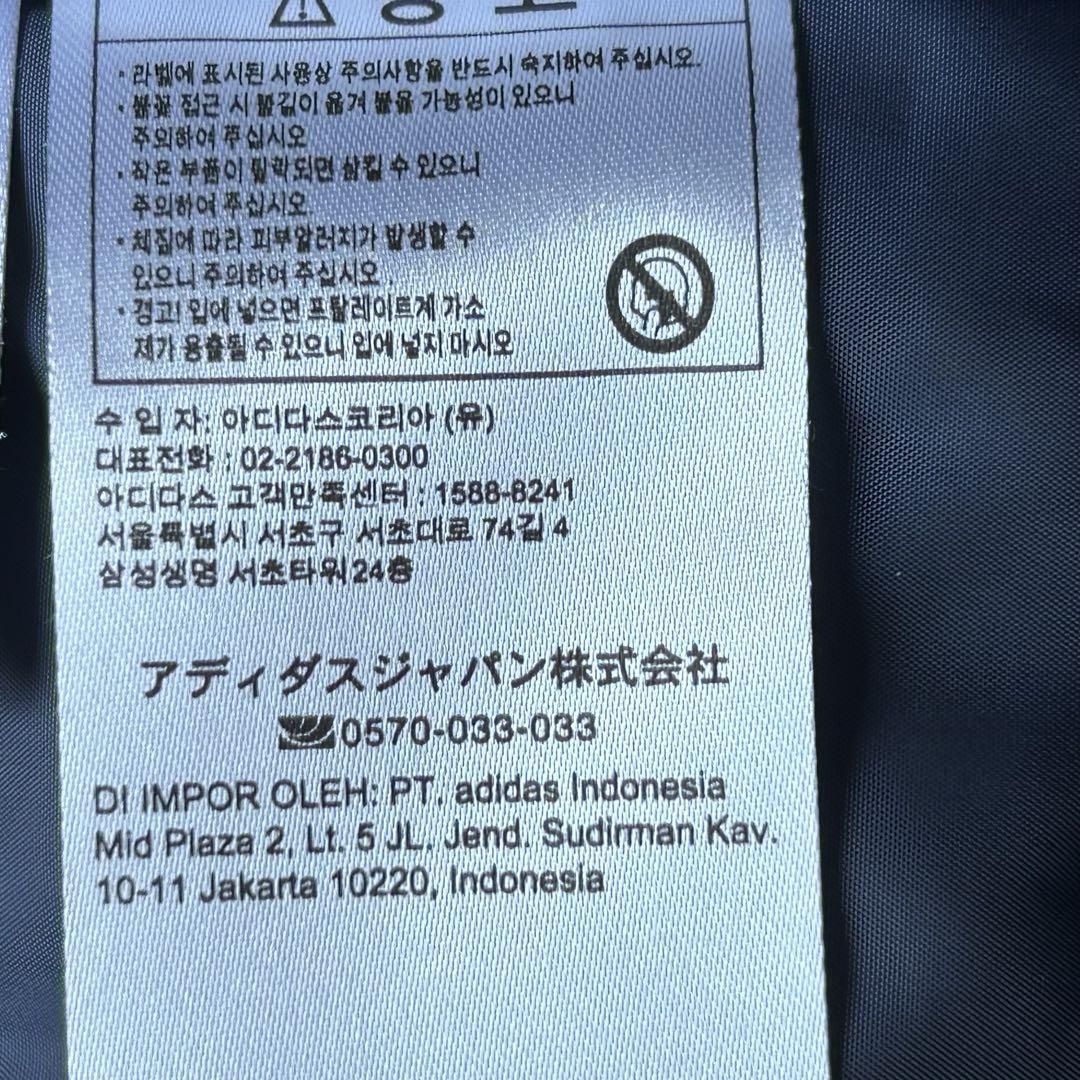 · 라벨에 표시된 사용상 주의사항을 반드시 숙지하여 주십시오.
· 불꽃 접근 시 불길이 옮겨 붙을 가능성이 있으니
주의하여 주십시오
· 작은 부품이 탈락되면 삼킬 수 있으니
주의하여 주십시오
· 체질에 따라 피부알러지가 발생할 수
있으니 주의하여 주십시오.
· 경고! 입에 넣으면 프탈레이트계 가소
제가 용출될 수 있으니 입에 넣지 마시오
수 입 자: 아디다스코리아 (유)
대표전화 : 02-2186-0300
아디다스 고객만족센터 : 1588-8241
서울특별시 서초구 서초대로 74길 4
삼성생명 서초타워 24층
アディダスジャパン株式会社
0570-033-033
DI IMPOR OLEH: PT. adidas Indonesia
Mid Plaza 2, Lt. 5 JL. Jend. Sudirman Kav.
10-11 Jakarta 10220, Indonesia